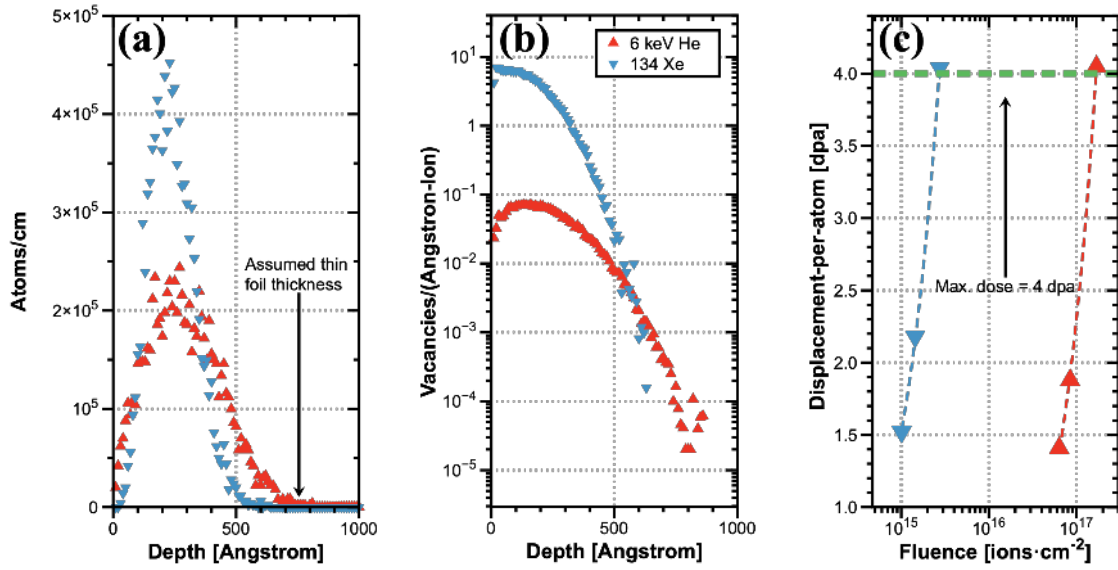 (a)
5×10⁵
4×10⁵
3×10⁵
2×10⁵
10⁵
0
Atoms/cm
Assumed thin
foil thickness
0
500
1000
Depth [Angstrom]
(b)
6 keV He
134 Xe
10¹
1
10⁻¹
10⁻²
10⁻³
10⁻⁴
10⁻⁵
Vacancies/(Angstron-Ion)
0
500
1000
Depth [Angstrom]
(c)
4.0
3.5
3.0
2.5
2.0
1.5
1.0
Displacement-per-atom [dpa]
Max. dose = 4 dpa
10¹⁵
10¹⁶
10¹⁷
Fluence [ions·cm⁻²]